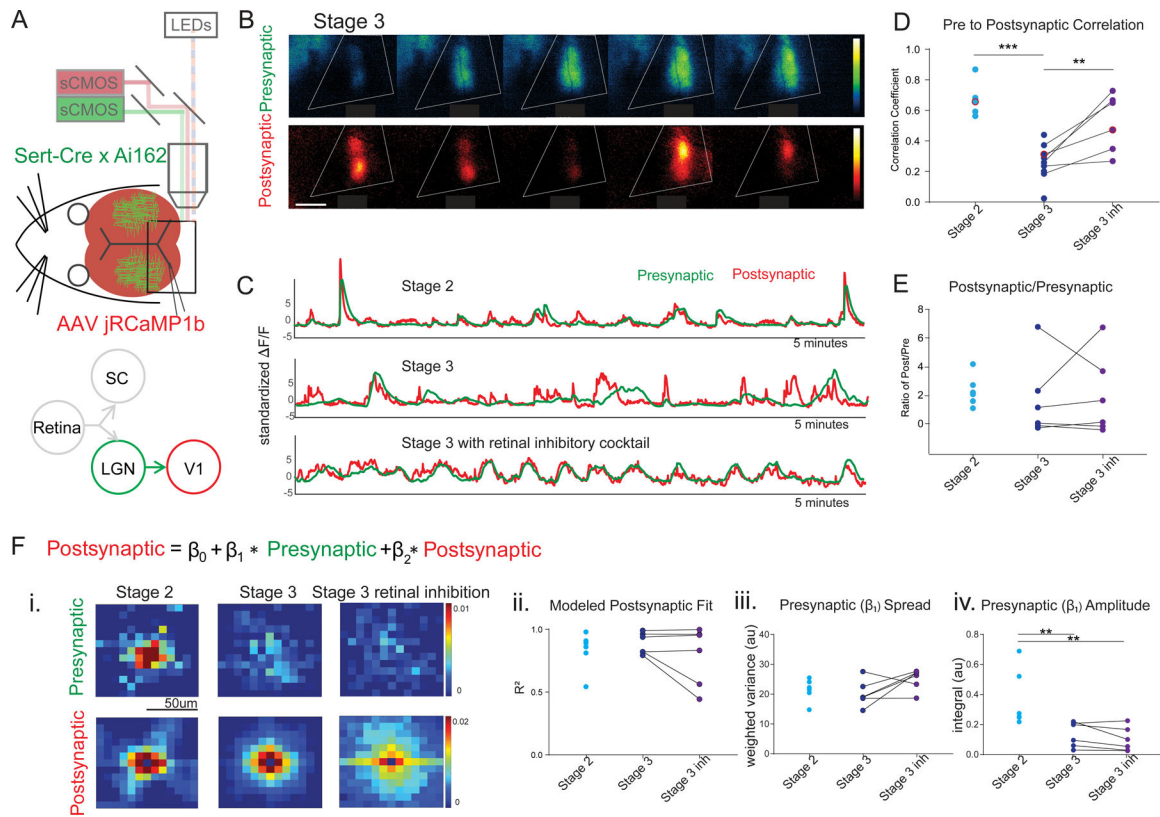 A
LEDs
sCMOS
sCMOS
Sert-Cre x Ai162
AAV jRCaMP1b
SC
Retina
LGN
V1
B
Stage 3
Presynaptic
Postsynaptic
C
Presynaptic
Postsynaptic
standardized ΔF/F
Stage 2
5
0
-5
5 minutes
Stage 3
5
0
-5
5 minutes
Stage 3 with retinal inhibitory cocktail
5
0
-5
5 minutes
D
Pre to Postsynaptic Correlation
***
**
Correlation Coefficient
1.0
0.8
0.6
0.4
0.2
0.0
Stage 2
Stage 3
Stage 3 inh
E
Postsynaptic/Presynaptic
Ratio of Post/Pre
8
6
4
2
0
Stage 2
Stage 3
Stage 3 inh
F
Postsynaptic = β0 + β1 * Presynaptic +β2* Postsynaptic
i.
Stage 2
Stage 3
Stage 3 retinal inhibition
Presynaptic
0.01
0
50um
Postsynaptic
0.02
0
ii.
Modeled Postsynaptic Fit
R²
1.0
0.5
0.0
Stage 2
Stage 3
Stage 3 inh
iii.
Presynaptic (β1) Spread
weighted variance (au)
40
30
20
10
0
Stage 2
Stage 3
Stage 3 inh
iv.
Presynaptic (β1) Amplitude
**
**
integral (au)
0.8
0.6
0.4
0.2
0.0
Stage 2
Stage 3
Stage 3 inh